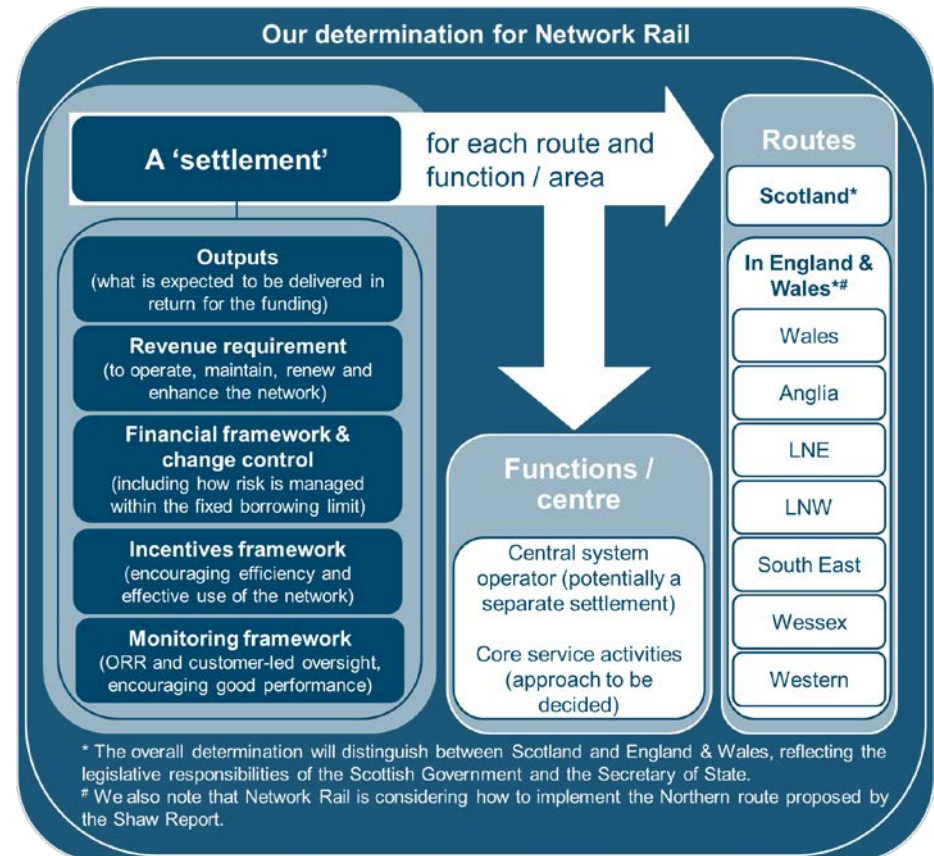 Our determination for Network Rail
A ‘settlement’
for each route and
function / area
Outputs
(what is expected to be delivered in
return for the funding)
Revenue requirement
(to operate, maintain, renew and
enhance the network)
Financial framework &
change control
(including how risk is managed
within the fixed borrowing limit)
Incentives framework
(encouraging efficiency and
effective use of the network)
Monitoring framework
(ORR and customer-led oversight,
encouraging good performance)
Functions /
centre
Central system
operator (potentially a
separate settlement)
Core service activities
(approach to be
decided)
Routes
Scotland*
In England &
Wales*#
Wales
Anglia
LNE
LNW
South East
Wessex
Western
* The overall determination will distinguish between Scotland and England & Wales, reflecting the
legislative responsibilities of the Scottish Government and the Secretary of State.
# We also note that Network Rail is considering how to implement the Northern route proposed by
the Shaw Report.